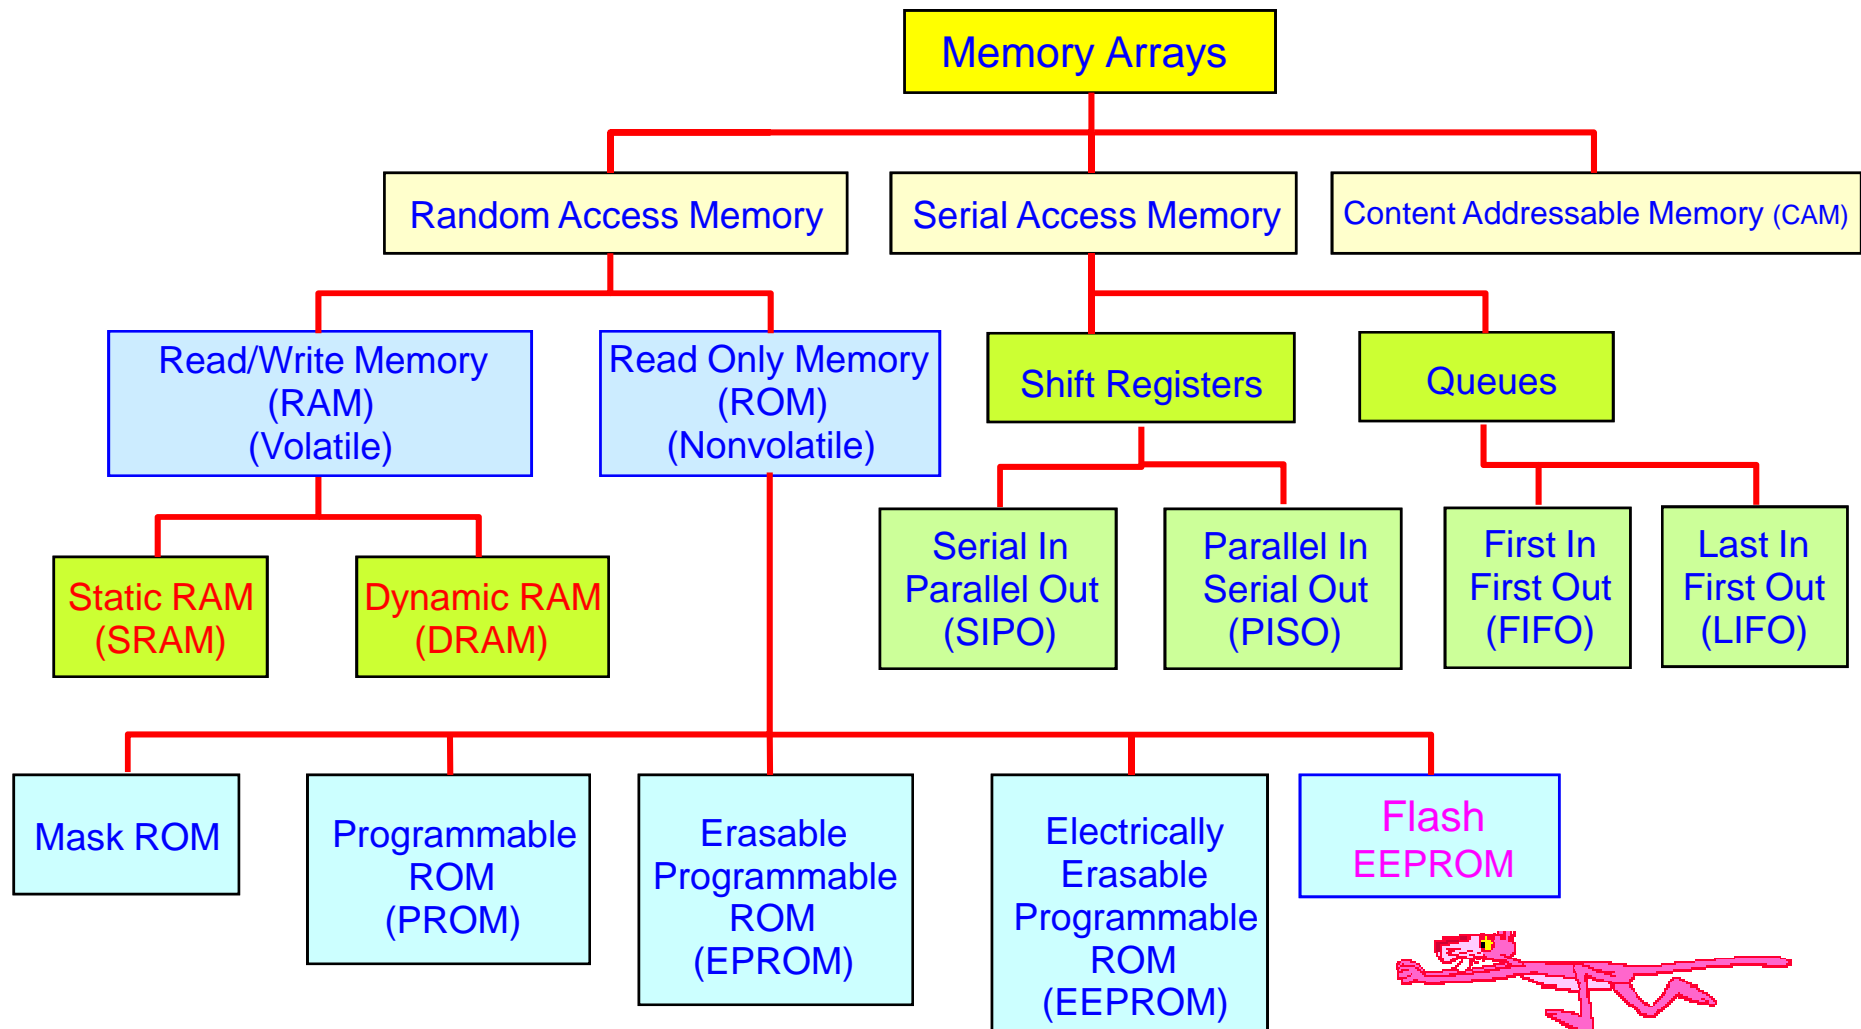 Memory Arrays
Random Access Memory
Serial Access Memory
Content Addressable Memory (CAM)
Read/Write Memory
(RAM)
(Volatile)
Read Only Memory
(ROM)
(Nonvolatile)
Shift Registers
Queues
Static RAM
(SRAM)
Dynamic RAM
(DRAM)
Serial In
Parallel Out
(SIPO)
Parallel In
Serial Out
(PISO)
First In
First Out
(FIFO)
Last In
First Out
(LIFO)
Mask ROM
Programmable
ROM
(PROM)
Erasable
Programmable
ROM
(EPROM)
Electrically
Erasable
Programmable
ROM
(EEPROM)
Flash
EEPROM